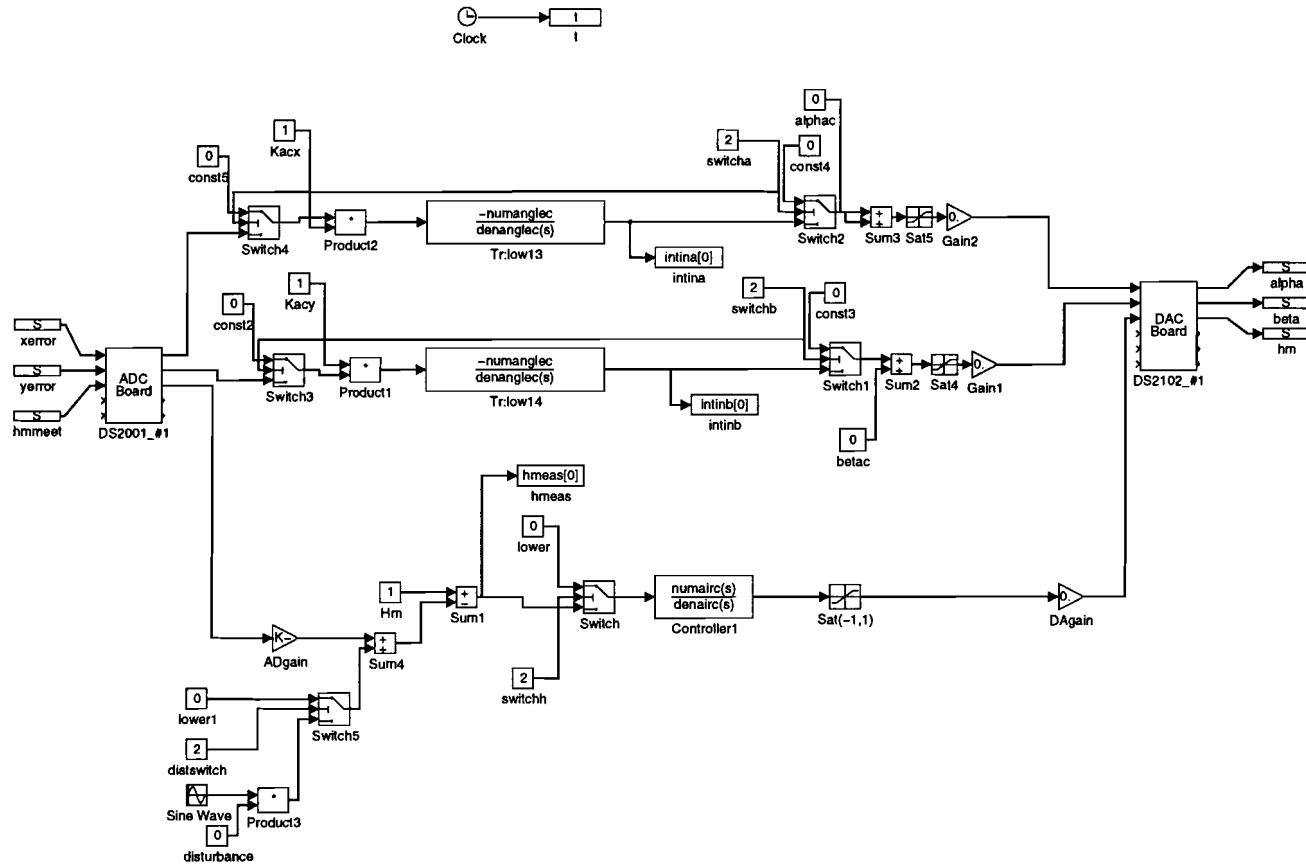 t
Clock
t
0
alphac
1
Kacx
2
switcha
0
const4
0
const5
-numanglec
denanglec(s)
0.
Switch4
Product2
Switch2
Sum3
Sat5
Gain2
Tr:low13
intina[0]
intina
S
alpha
1
Kacy
2
switchb
0
const3
0
const2
DAC
Board
S
beta
S
xerror
S
hm
-numanglec
denanglec(s)
S
yerror
ADC
Board
0.
DS2102_#1
Switch3
Product1
Switch1
Sum2
Sat4
Gain1
S
hmmeet
Tr:low14
intinb[0]
intinb
DS2001_#1
0
betac
hmeas[0]
hmeas
0
lower
1
Hm
numairc(s)
denairc(s)
0.
Sum1
Switch
Controller1
Sat(-1,1)
DAgain
K-
ADgain
Sum4
2
switchh
0
lower1
Switch5
2
distswitch
Sine Wave
Product3
0
disturbance